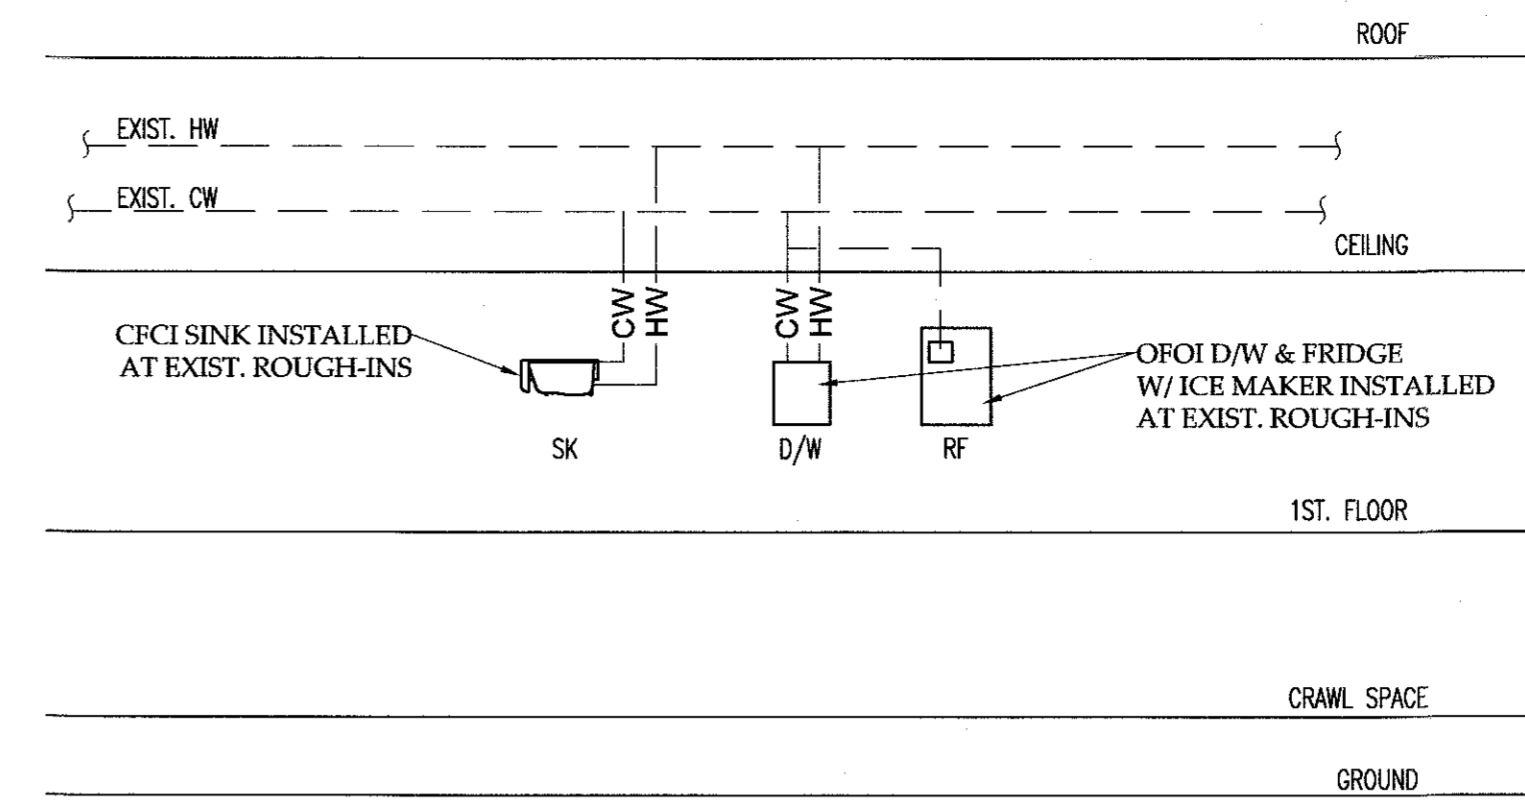 ROOF
EXIST. HW
EXIST. CW
CEILING
CW
HW
CW
HW
CFCI SINK INSTALLED
AT EXIST. ROUGH-INS
OFOI D/W & FRIDGE
W/ ICE MAKER INSTALLED
AT EXIST. ROUGH-INS
SK
D/W
RF
1ST. FLOOR
CRAWL SPACE
GROUND